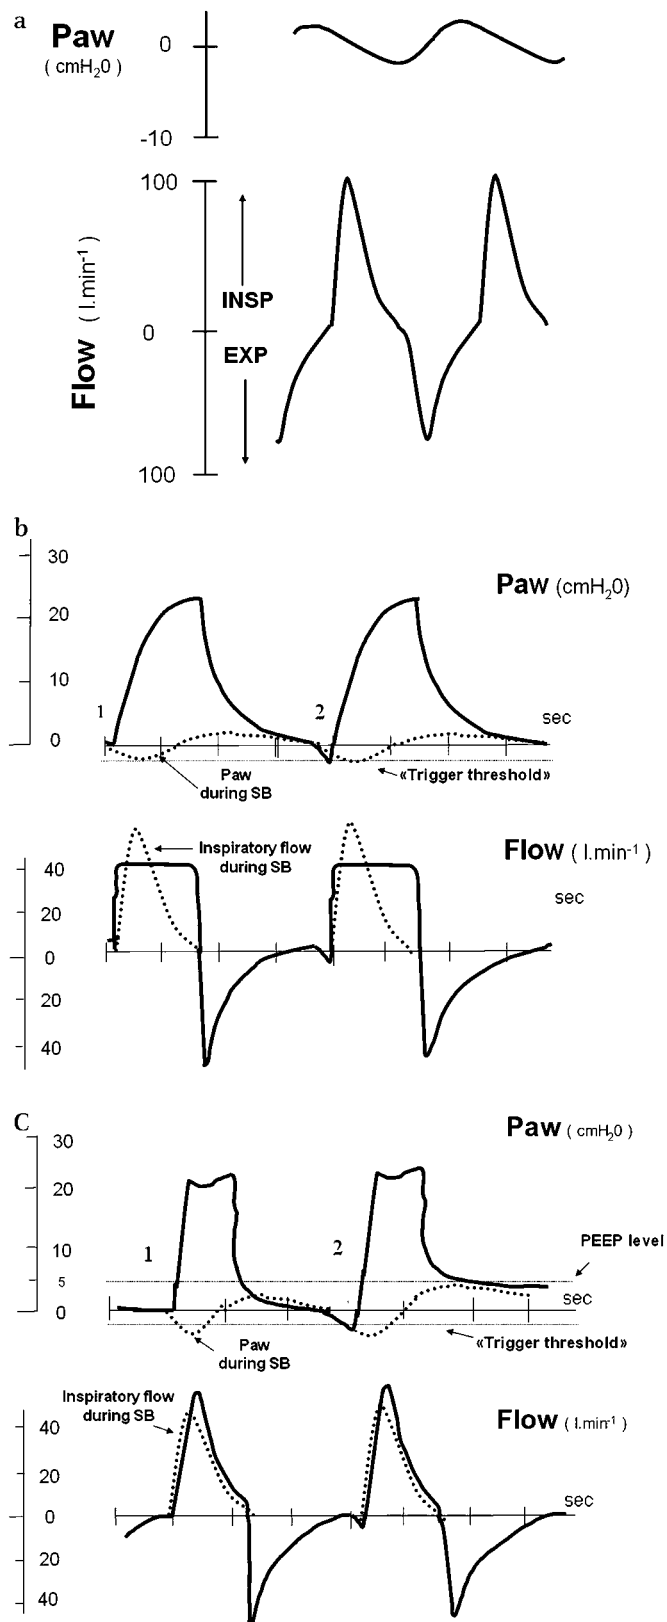 a
Paw
( cmH₂0)
0
-10
100
INSP
0
EXP
100
Flow ( l.min⁻¹)
b
30
20
10
0
Paw (cmH₂0)
1
2
sec
Paw
during SB
«Trigger threshold»
Inspiratory flow
during SB
Flow ( l.min⁻¹)
40
20
0
20
40
sec
C
Paw ( cmH₂0)
30
20
10
5
0
1
2
PEEP level
sec
Paw
during SB
«Trigger threshold»
Inspiratory flow
during SB
Flow ( l.min⁻¹)
40
20
0
20
40
sec